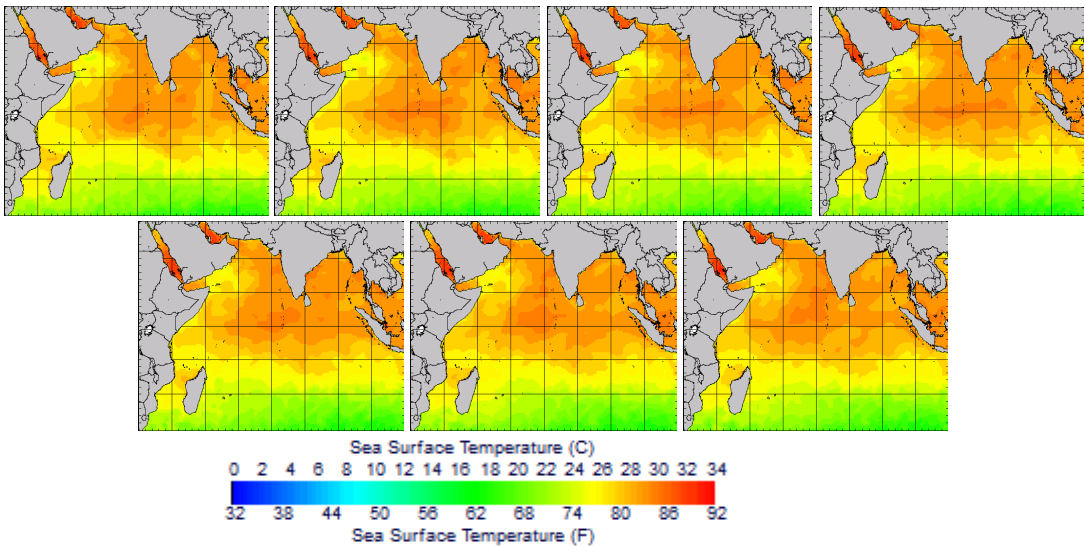 Sea Surface Temperature (C)
0 2 4 6 8 10 12 14 16 18 20 22 24 26 28 30 32 34
32 38 44 50 56 62 68 74 80 86 92
Sea Surface Temperature (F)